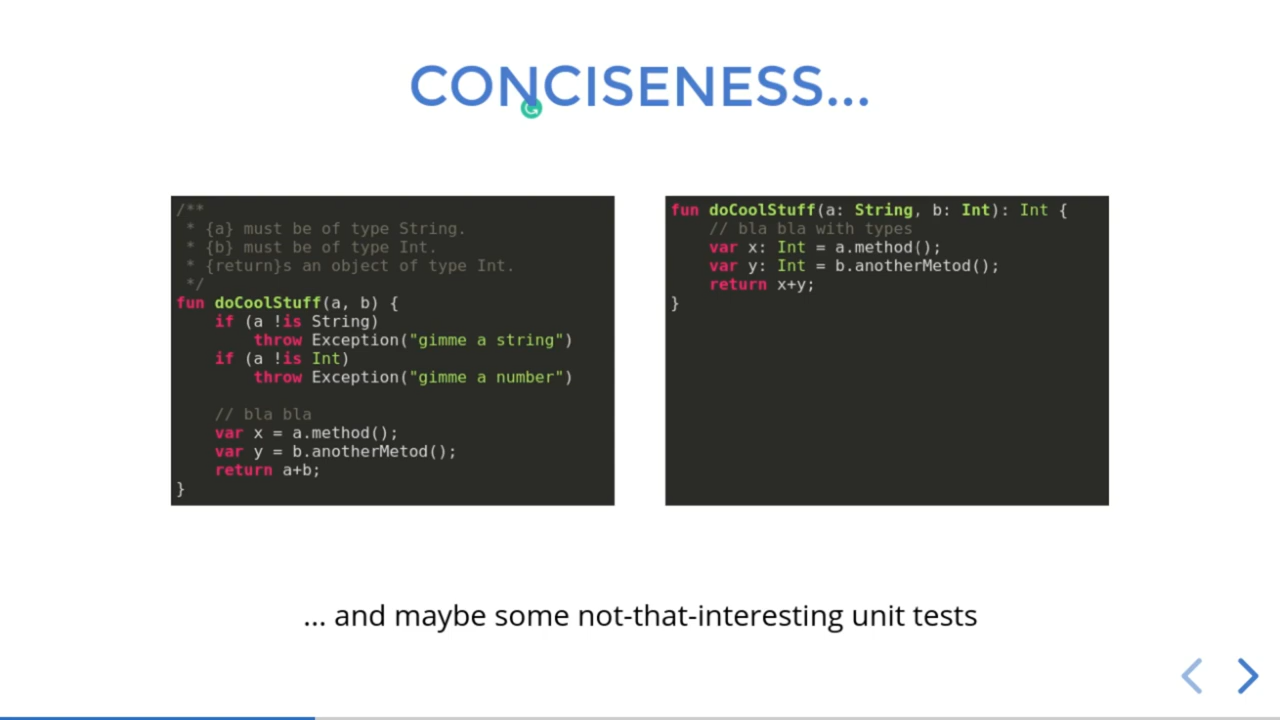 CONCISENESS...
/**
 * {a} must be of type String.
 * {b} must be of type Int.
 * {return}s an object of type Int.
 */
fun doCoolStuff(a, b) {
    if (a !is String)
        throw Exception("gimme a string")
    if (a !is Int)
        throw Exception("gimme a number")
    // bla bla
    var x = a.method();
    var y = b.anotherMetod();
    return a+b;
}
fun doCoolStuff(a: String, b: Int): Int {
    // bla bla with types
    var x: Int = a.method();
    var y: Int = b.anotherMetod();
    return x+y;
}
... and maybe some not-that-interesting unit tests